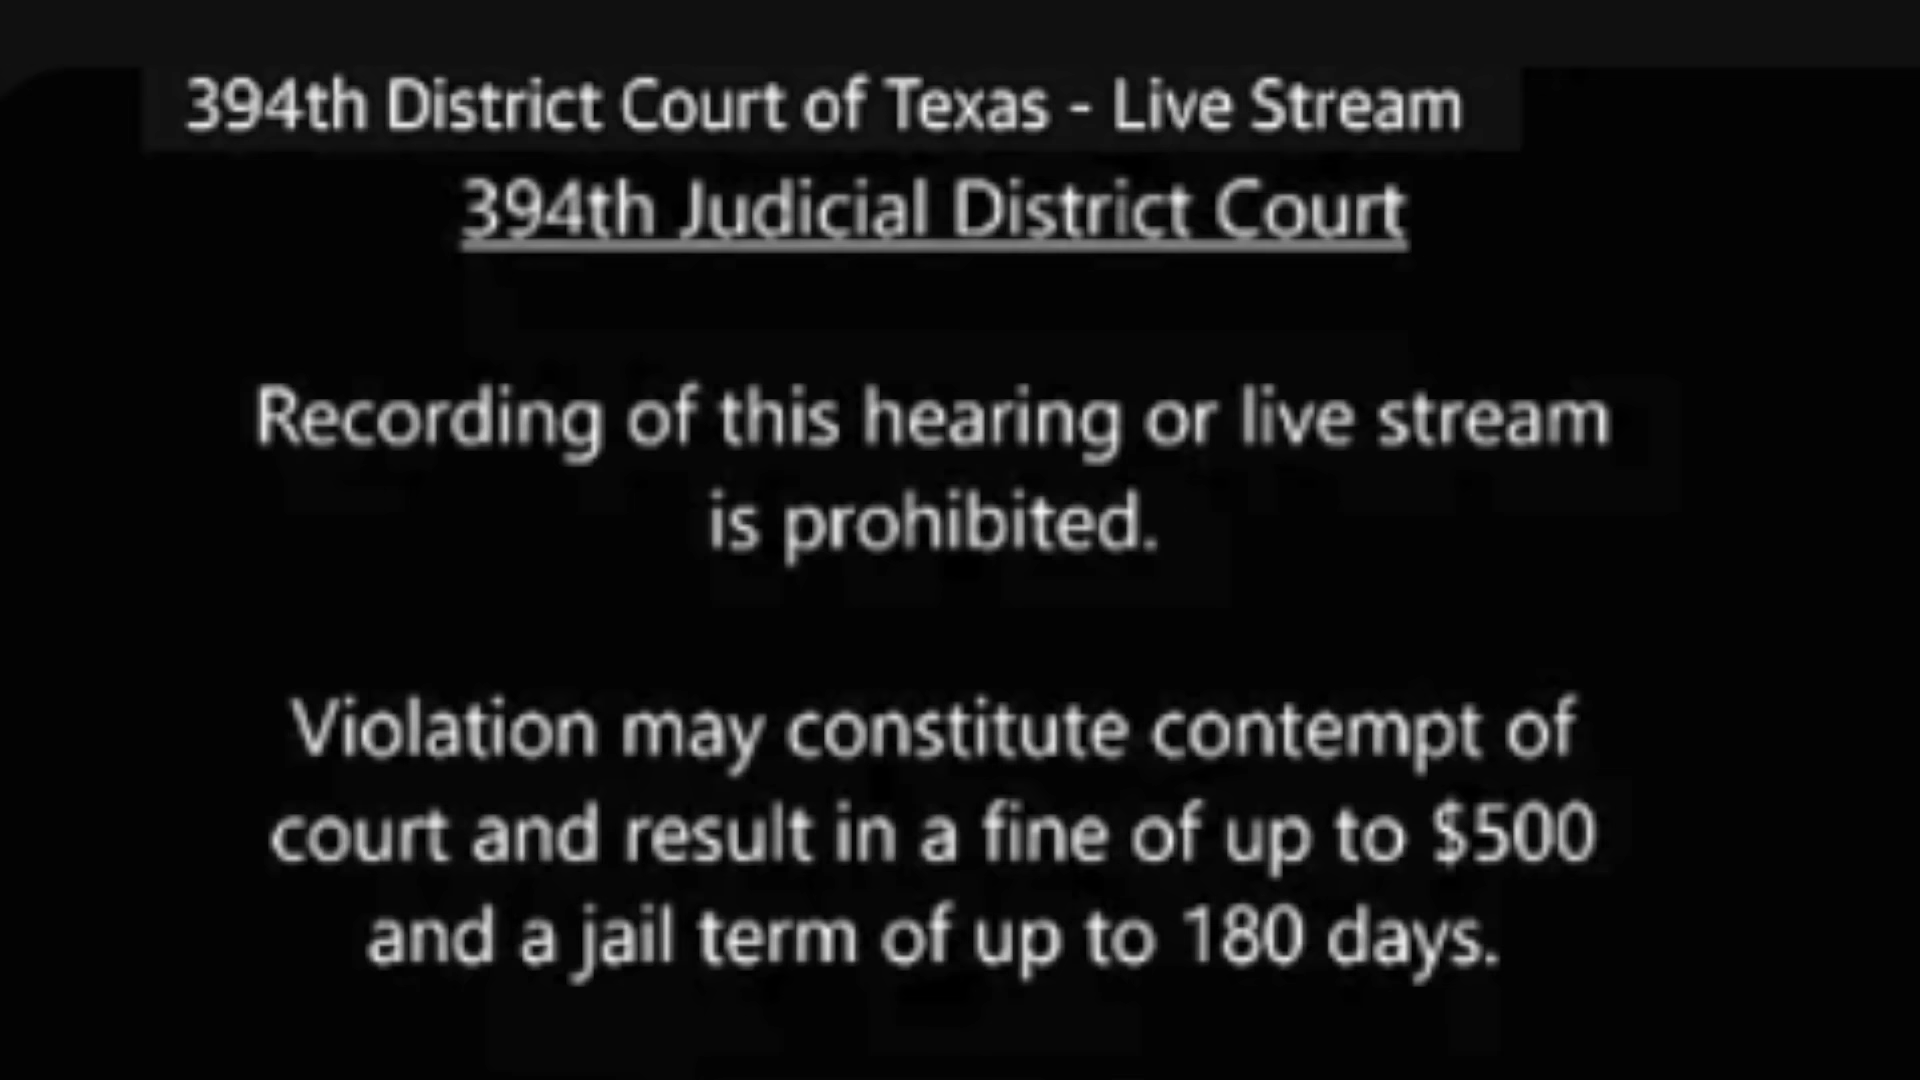 394th District Court of Texas - Live Stream
394th Judicial District Court
Recording of this hearing or live stream
is prohibited.
Violation may constitute contempt of
court and result in a fine of up to $500
and a jail term of up to 180 days.